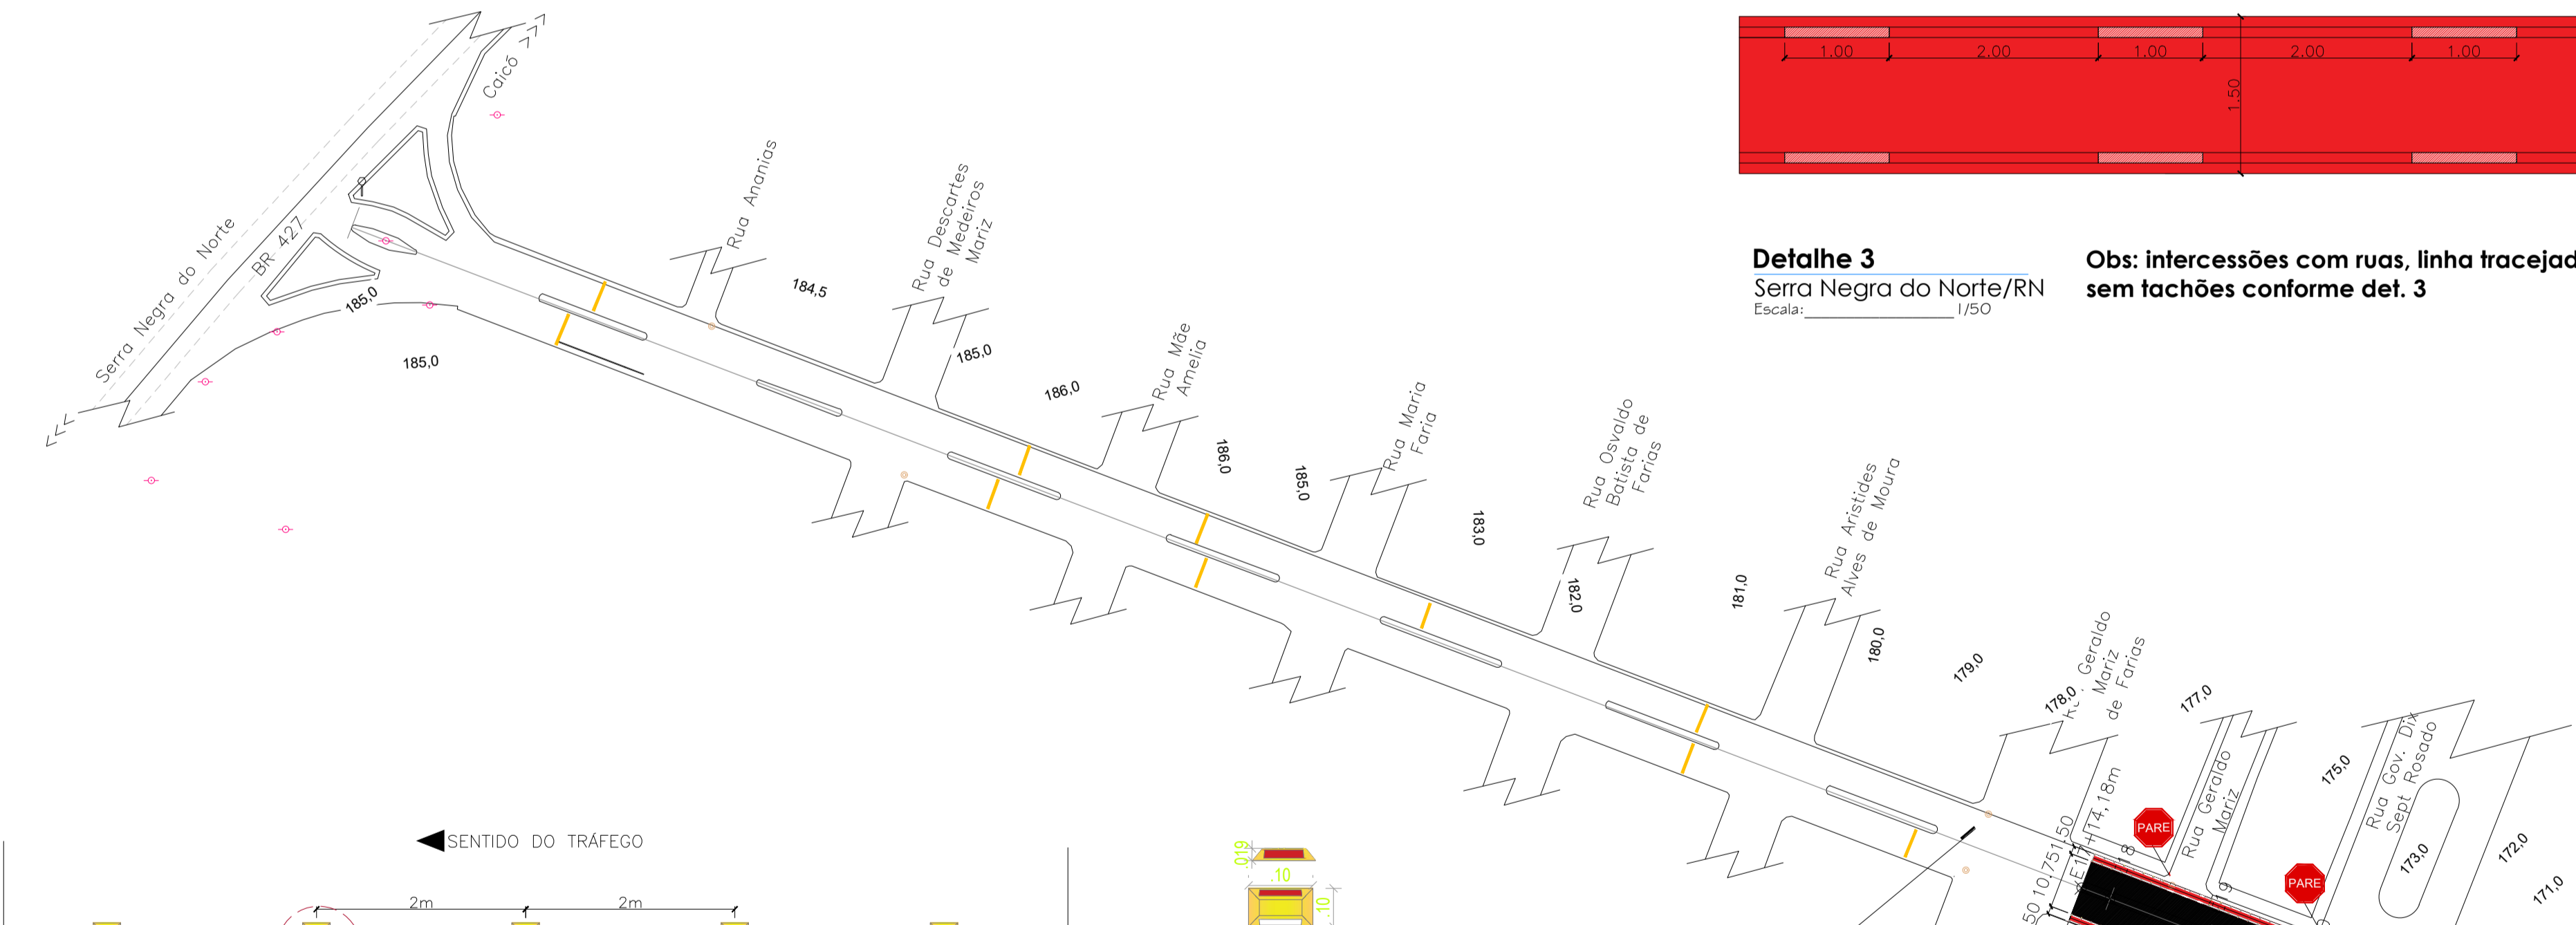 Caicó
Serra Negra do Norte
BR 427
185,0
185,0
Rua Ananias
184,5
Rua Descartes
de Medeiros
Mariz
185,0
186,0
Rua Mãe
Amelia
186,0
185,0
Rua Maria
Faria
183,0
Rua Osvaldo
Batista de
Farias
182,0
181,0
Rua Aristides
Alves de Moura
180,0
179,0
178,0
Geraldo
Mariz
de Farias
177,0
Rua Geraldo
Mariz
175,0
Rua Gov. Dix
Sept Rosado
173,0
172,0
171,0
PARE
PARE
18
19
1.00
2.00
1.00
2.00
1.00
1.50
Detalhe 3
Serra Negra do Norte/RN
Escala: 1/50
Obs: intercessões com ruas, linha tracejad
sem tachões conforme det. 3
SENTIDO DO TRÁFEGO
2m
2m
.019
.10
.10